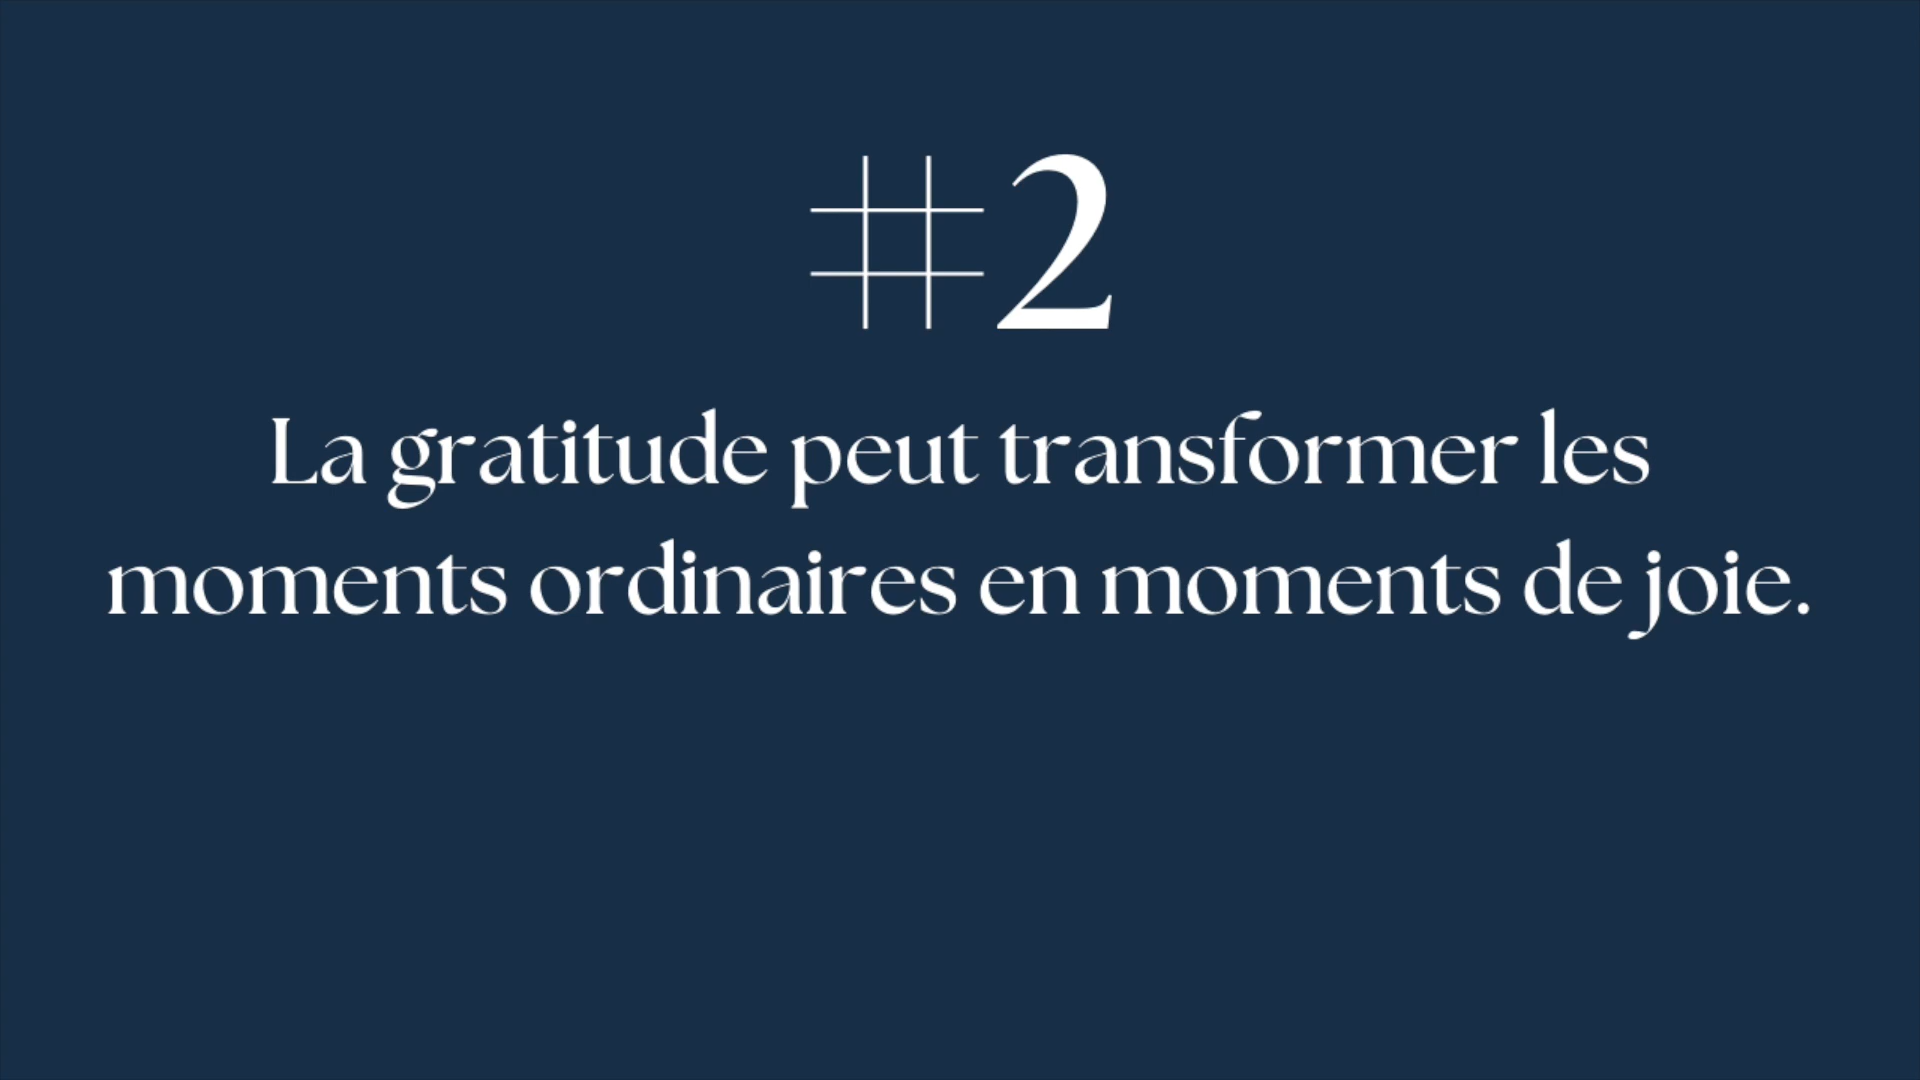 #2
La gratitude peut transformer les
moments ordinaires en moments de joie.